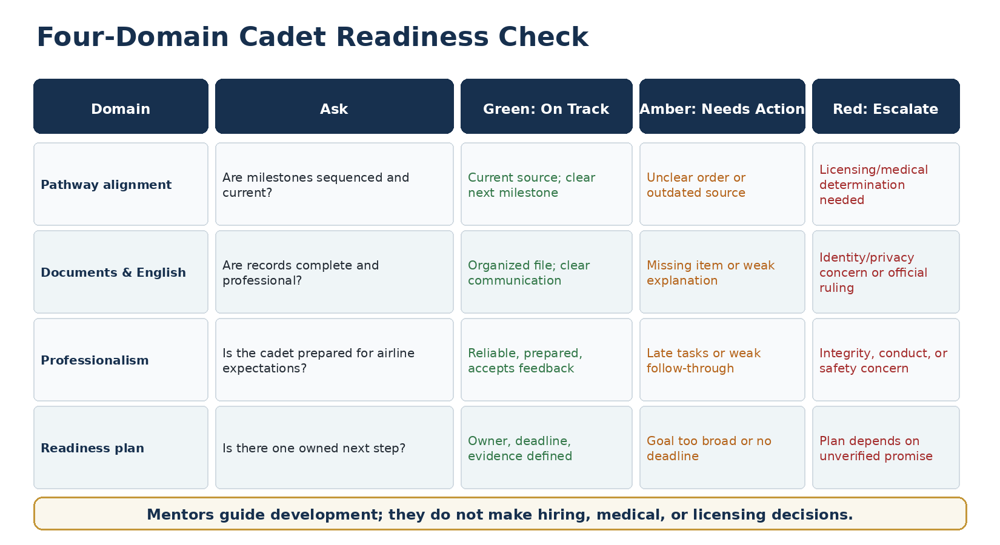 Four-Domain Cadet Readiness Check
Domain
Ask
Green: On Track
Amber: Needs Action
Red: Escalate
Pathway alignment
Are milestones sequenced and
current?
Current source; clear
next milestone
Unclear order or
outdated source
Licensing/medical
determination
needed
Documents & English
Are records complete and
professional?
Organized file; clear
communication
Missing item or weak
explanation
Identity/privacy
concern or official
ruling
Professionalism
Is the cadet prepared for airline
expectations?
Reliable, prepared,
accepts feedback
Late tasks or weak
follow-through
Integrity, conduct, or
safety concern
Readiness plan
Is there one owned next step?
Owner, deadline,
evidence defined
Goal too broad or no
deadline
Plan depends on
unverified promise
Mentors guide development; they do not make hiring, medical, or licensing decisions.